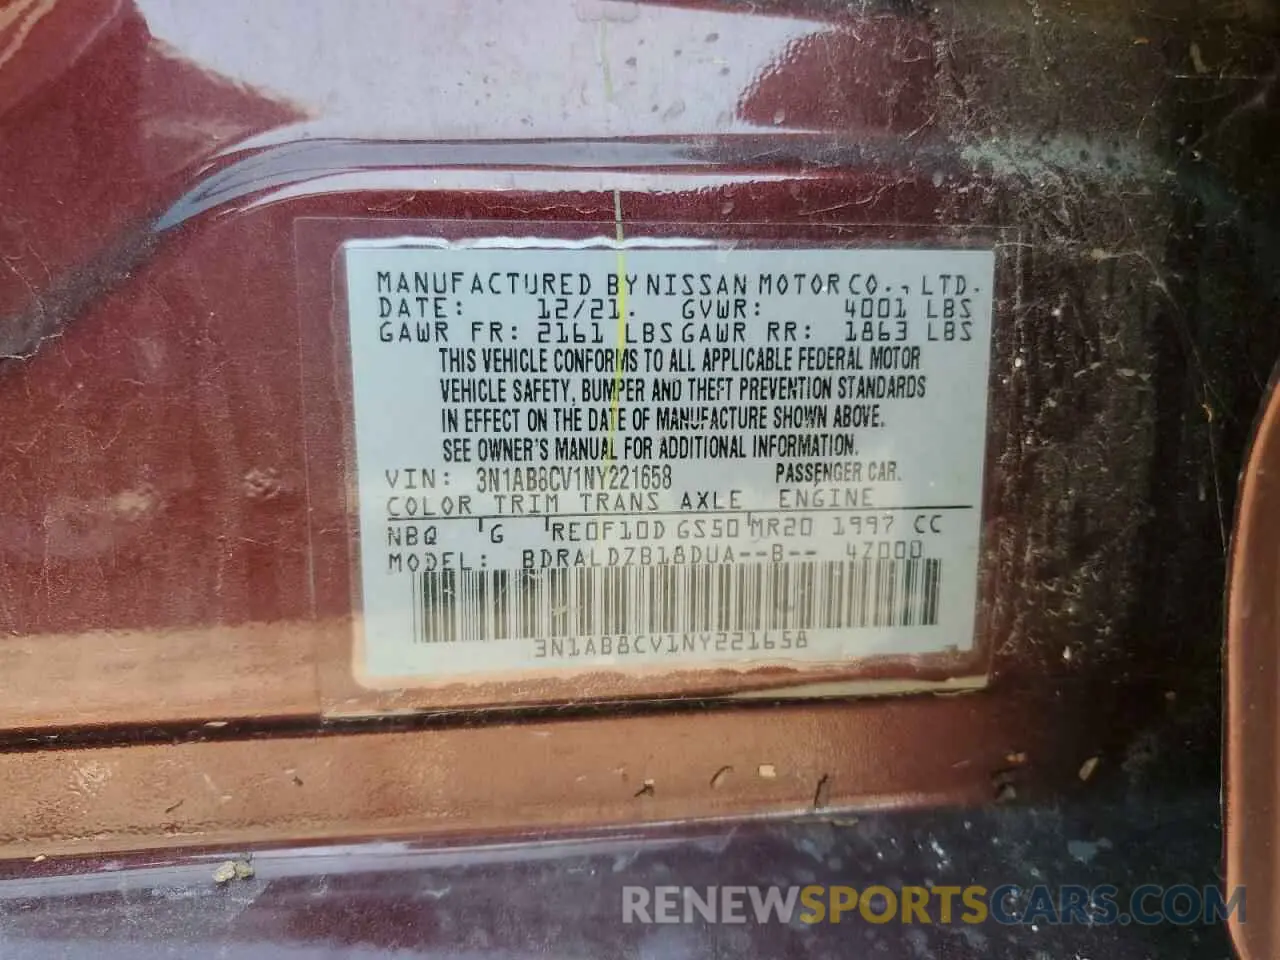 MANUFACTURED BY NISSAN MOTOR CO., LTD.
DATE: 12/21. GVWR: 4001 LBS
GAWR FR: 2161 LBS GAWR RR: 1863 LBS
THIS VEHICLE CONFORMS TO ALL APPLICABLE FEDERAL MOTOR
VEHICLE SAFETY, BUMPER AND THEFT PREVENTION STANDARDS
IN EFFECT ON THE DATE OF MANUFACTURE SHOWN ABOVE.
SEE OWNER'S MANUAL FOR ADDITIONAL INFORMATION.
VIN: 3N1AB8CV1NY221658 PASSENGER CAR.
COLOR TRIM TRANS AXLE ENGINE
NBQ G RE0F10D GS50 MR20 1997 CC
MODEL: BDRALDZB18DUA--B-- 4Z000
3N1AB8CV1NY221658
RENEWSPORTSCARS.COM